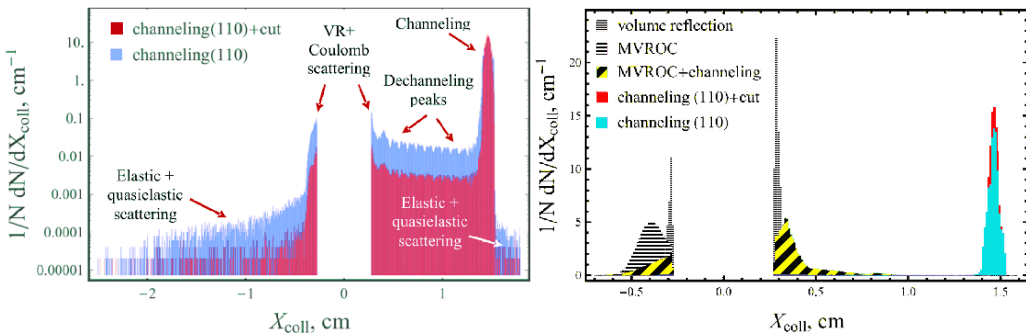 channeling(110)+cut
channeling(110)
VR+
Coulomb
scattering
Channeling
Dechanneling
peaks
Elastic +
quasielastic
scattering
Elastic +
quasielastic
scattering
1/N dN/dXcoll, cm⁻¹
10.
1.
0.1
0.01
0.001
0.0001
0.00001
−2
−1
0
1
Xcoll, cm
volume reflection
MVROC
MVROC+channeling
channeling (110)+cut
channeling (110)
1/N dN/dXcoll, cm⁻¹
25
20
15
10
5
0
−0.5
0.0
0.5
1.0
1.5
Xcoll, cm